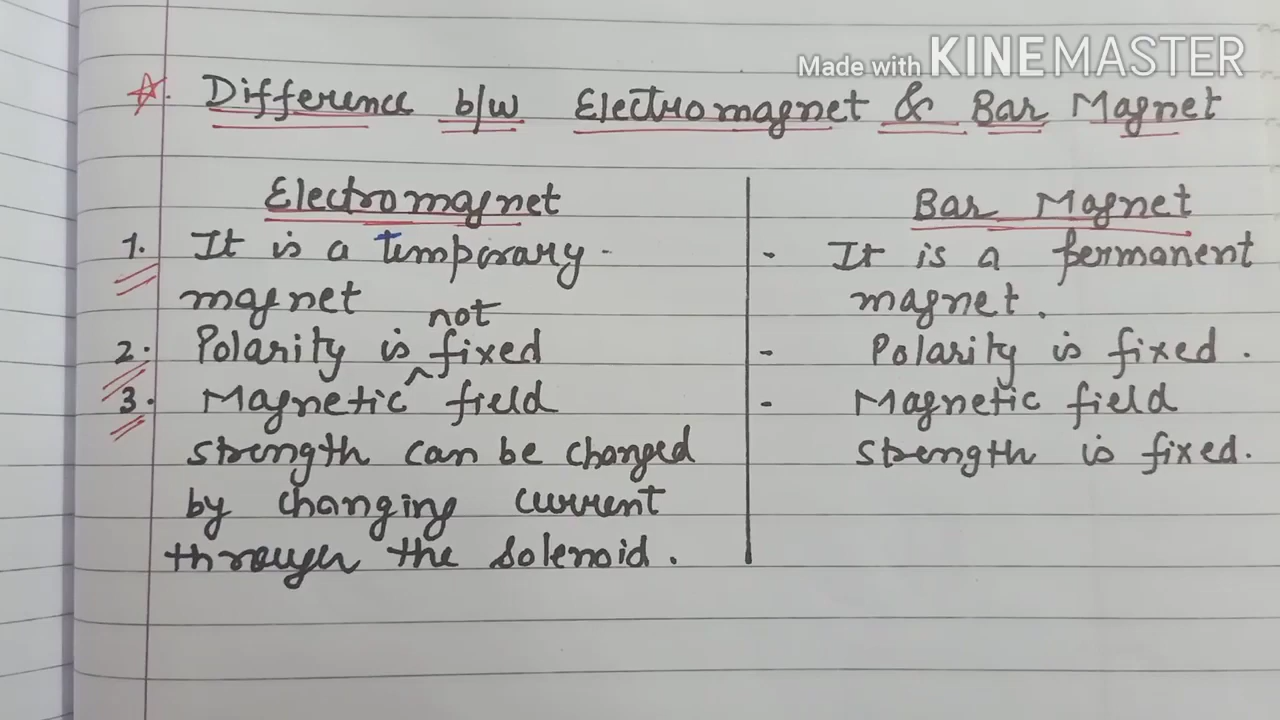 Made with KINEMASTER
☆. Difference b/w Electromagnet & Bar Magnet
Electromagnet
1. It is a temporary
magnet
not
2. Polarity is ^ fixed
3. Magnetic field
strength can be changed
by changing current
through the solenoid.
Bar Magnet
- It is a permanent
magnet.
- Polarity is fixed.
- Magnetic field
strength is fixed.